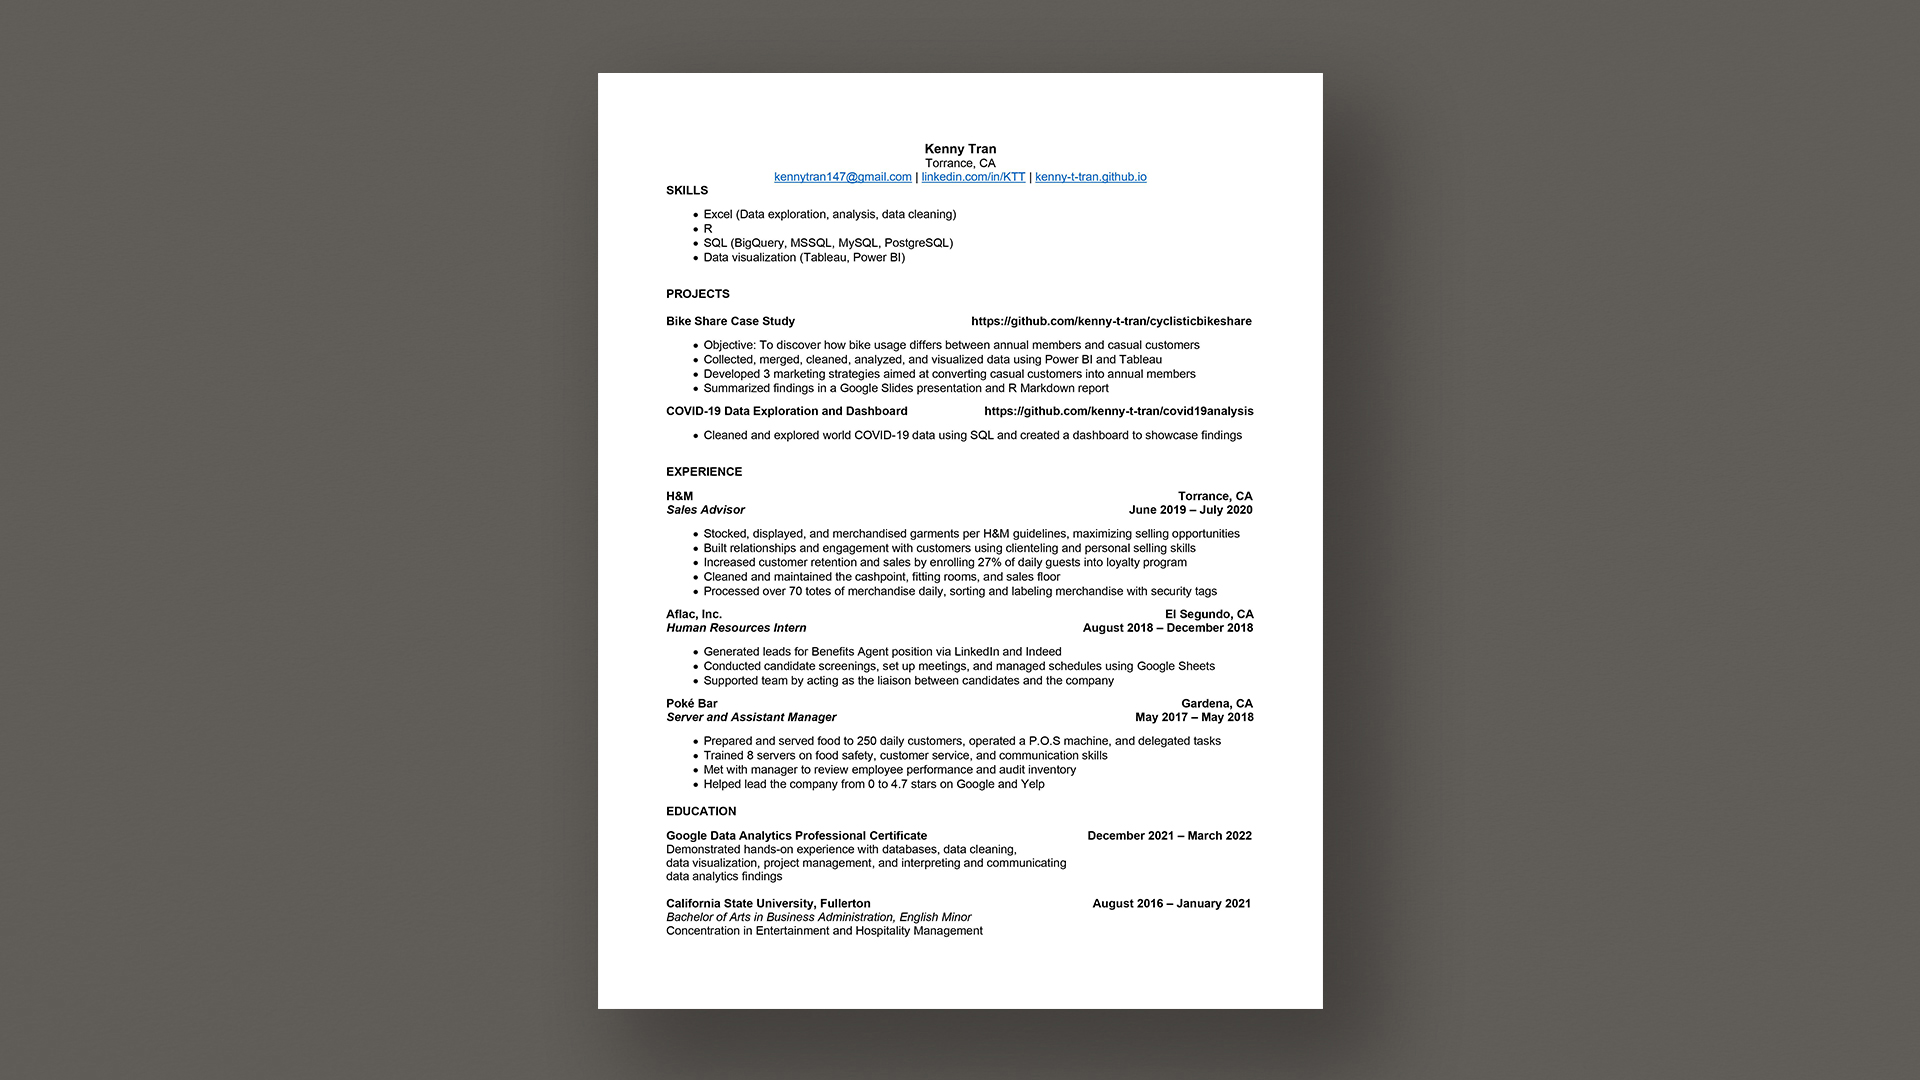 Kenny Tran
Torrance, CA
kennytran147@gmail.com | linkedin.com/in/KTT | kenny-t-tran.github.io
SKILLS
• Excel (Data exploration, analysis, data cleaning)
• R
• SQL (BigQuery, MSSQL, MySQL, PostgreSQL)
• Data visualization (Tableau, Power BI)
PROJECTS
Bike Share Case Study https://github.com/kenny-t-tran/cyclisticbikeshare
• Objective: To discover how bike usage differs between annual members and casual customers
• Collected, merged, cleaned, analyzed, and visualized data using Power BI and Tableau
• Developed 3 marketing strategies aimed at converting casual customers into annual members
• Summarized findings in a Google Slides presentation and R Markdown report
COVID-19 Data Exploration and Dashboard https://github.com/kenny-t-tran/covid19analysis
• Cleaned and explored world COVID-19 data using SQL and created a dashboard to showcase findings
EXPERIENCE
H&M Torrance, CA
Sales Advisor June 2019 – July 2020
• Stocked, displayed, and merchandised garments per H&M guidelines, maximizing selling opportunities
• Built relationships and engagement with customers using clienteling and personal selling skills
• Increased customer retention and sales by enrolling 27% of daily guests into loyalty program
• Cleaned and maintained the cashpoint, fitting rooms, and sales floor
• Processed over 70 totes of merchandise daily, sorting and labeling merchandise with security tags
Aflac, Inc. El Segundo, CA
Human Resources Intern August 2018 – December 2018
• Generated leads for Benefits Agent position via LinkedIn and Indeed
• Conducted candidate screenings, set up meetings, and managed schedules using Google Sheets
• Supported team by acting as the liaison between candidates and the company
Poké Bar Gardena, CA
Server and Assistant Manager May 2017 – May 2018
• Prepared and served food to 250 daily customers, operated a P.O.S machine, and delegated tasks
• Trained 8 servers on food safety, customer service, and communication skills
• Met with manager to review employee performance and audit inventory
• Helped lead the company from 0 to 4.7 stars on Google and Yelp
EDUCATION
Google Data Analytics Professional Certificate December 2021 – March 2022
Demonstrated hands-on experience with databases, data cleaning,
data visualization, project management, and interpreting and communicating
data analytics findings
California State University, Fullerton August 2016 – January 2021
Bachelor of Arts in Business Administration, English Minor
Concentration in Entertainment and Hospitality Management